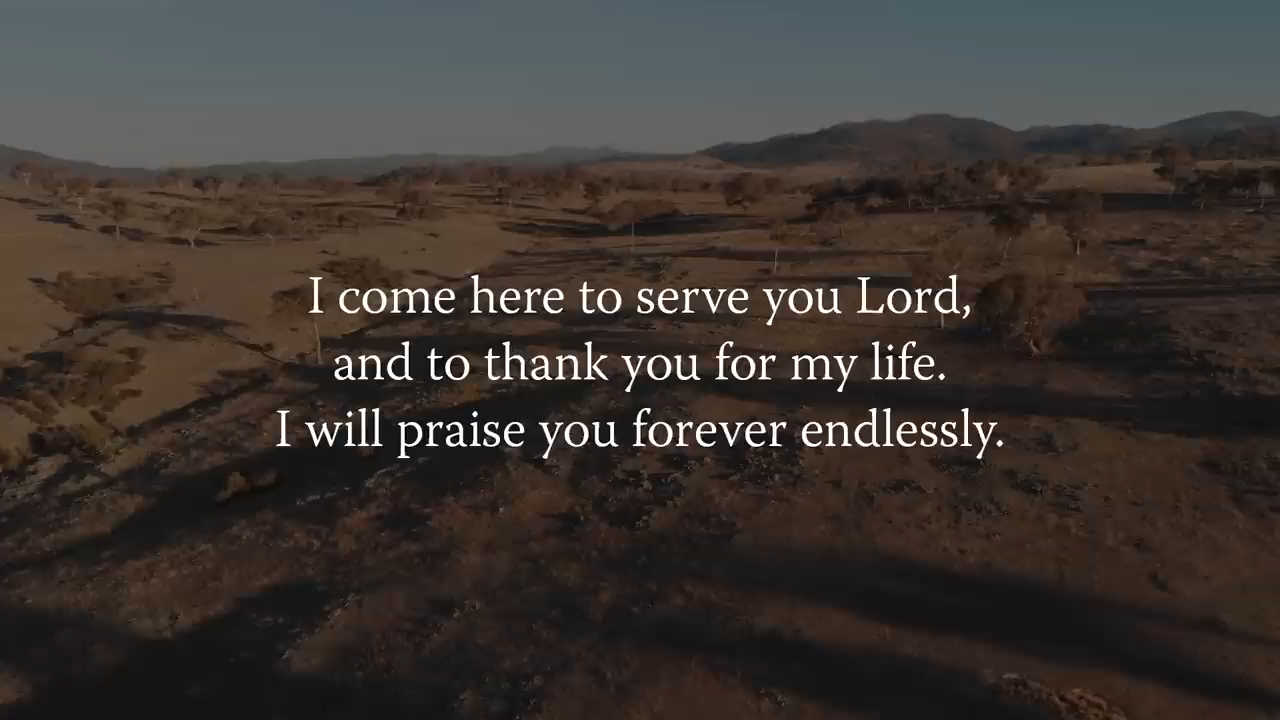 I come here to serve you Lord,
and to thank you for my life.
I will praise you forever endlessly.